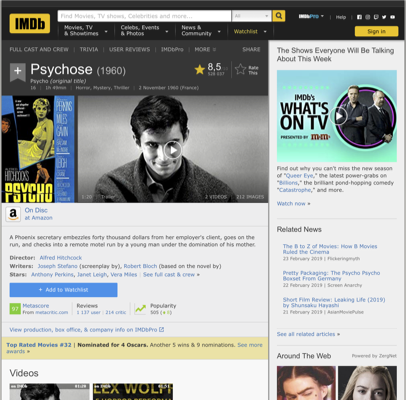 IMDb
Find Movies, TV shows, Celebrities and more...
All
Movies, TV & Showtimes
Celebs, Events & Photos
News & Community
Watchlist
IMDbPro
Help
Sign in
FULL CAST AND CREW | TRIVIA | USER REVIEWS | IMDbPro | MORE
SHARE
Psychose (1960)
Psycho (original title)
16 | 1h 49min | Horror, Mystery, Thriller | 2 November 1960 (France)
8,5
Rate This
PERKINS
MILES
GAVIN
PSYCHO
1:20 "Dinner"
2 VIDEOS
212 IMAGES
On Disc
at Amazon
A Phoenix secretary embezzles forty thousand dollars from her employer's client, goes on the
run, and checks into a remote motel run by a young man under the domination of his mother.
Director: Alfred Hitchcock
Writers: Joseph Stefano (screenplay by), Robert Bloch (based on the novel by)
Stars: Anthony Perkins, Janet Leigh, Vera Miles | See full cast & crew »
+ Add to Watchlist
Metascore
From metacritic.com
Reviews
1 137 user | 214 critic
Popularity
505
View production, box office, & company info on IMDbPro
Top Rated Movies #32 | Nominated for 4 Oscars. Another 5 wins & 9 nominations. See more
awards »
Videos
The Shows Everyone Will Be Talking
About This Week
IMDb's
WHAT'S
ON TV
PRESENTED BY
Find out why you can't miss the new season
of "Queer Eye," the latest power-grabs on
"Billions," the brilliant pond-hopping comedy
"Catastrophe," and more.
Watch now »
Related News
The B to Z of Movies: How B Movies
Ruled the Cinema
23 February 2019 | FlickeringMyth
Pretty Packaging: The Psycho Psycho
Boxset From Germany
22 February 2019 | Screen Anarchy
Short Film Review: Leaking Life (2019)
by Shunsaku Hayashi
21 February 2019 | AsianMoviePulse
See all related articles »
Around The Web
Powered by ZergNet